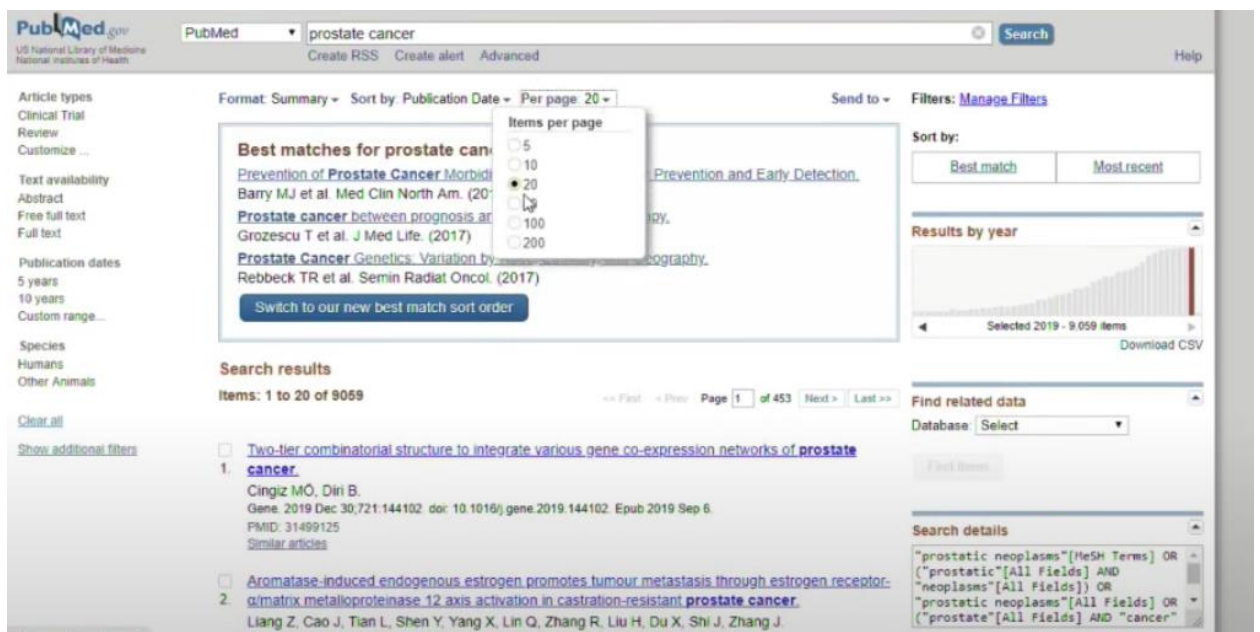 PubMed.gov
US National Library of Medicine
National Institutes of Health
PubMed
prostate cancer
Search
Create RSS Create alert Advanced
Help
Article types
Clinical Trial
Review
Customize ...
Text availability
Abstract
Free full text
Full text
Publication dates
5 years
10 years
Custom range...
Species
Humans
Other Animals
Clear all
Show additional filters
Format: Summary Sort by: Publication Date Per page: 20
Send to
Items per page
5
10
20
100
200
Best matches for prostate can
Prevention of Prostate Cancer Morbidi Prevention and Early Detection.
Barry MJ et al. Med Clin North Am. (20
Prostate cancer between prognosis
Grozescu T et al. J Med Life. (2017)
Prostate Cancer Genetics: Variation by
Rebbeck TR et al. Semin Radiat Oncol. (2017)
Switch to our new best match sort order
Search results
Items: 1 to 20 of 9059
<< First < Prev Page 1 of 453 Next > Last >>
1. Two-tier combinatorial structure to integrate various gene co-expression networks of prostate
cancer.
Cingiz MÖ, Diri B.
Gene. 2019 Dec 30;721:144102. doi: 10.1016/j.gene.2019.144102. Epub 2019 Sep 6.
PMID: 31499125
Similar articles
2. Aromatase-induced endogenous estrogen promotes tumour metastasis through estrogen receptor-
α/matrix metalloproteinase 12 axis activation in castration-resistant prostate cancer.
Liang Z, Cao J, Tian L, Shen Y, Yang X, Lin Q, Zhang R, Liu H, Du X, Shi J, Zhang J.
Filters: Manage Filters
Sort by:
Best match Most recent
Results by year
Selected 2019 - 9,059 items
Download CSV
Find related data
Database: Select
Find items
Search details
"prostatic neoplasms"[MeSH Terms] OR
("prostatic"[All Fields] AND
"neoplasms"[All Fields]) OR
"prostatic neoplasms"[All Fields] OR
("prostate"[All Fields] AND "cancer"